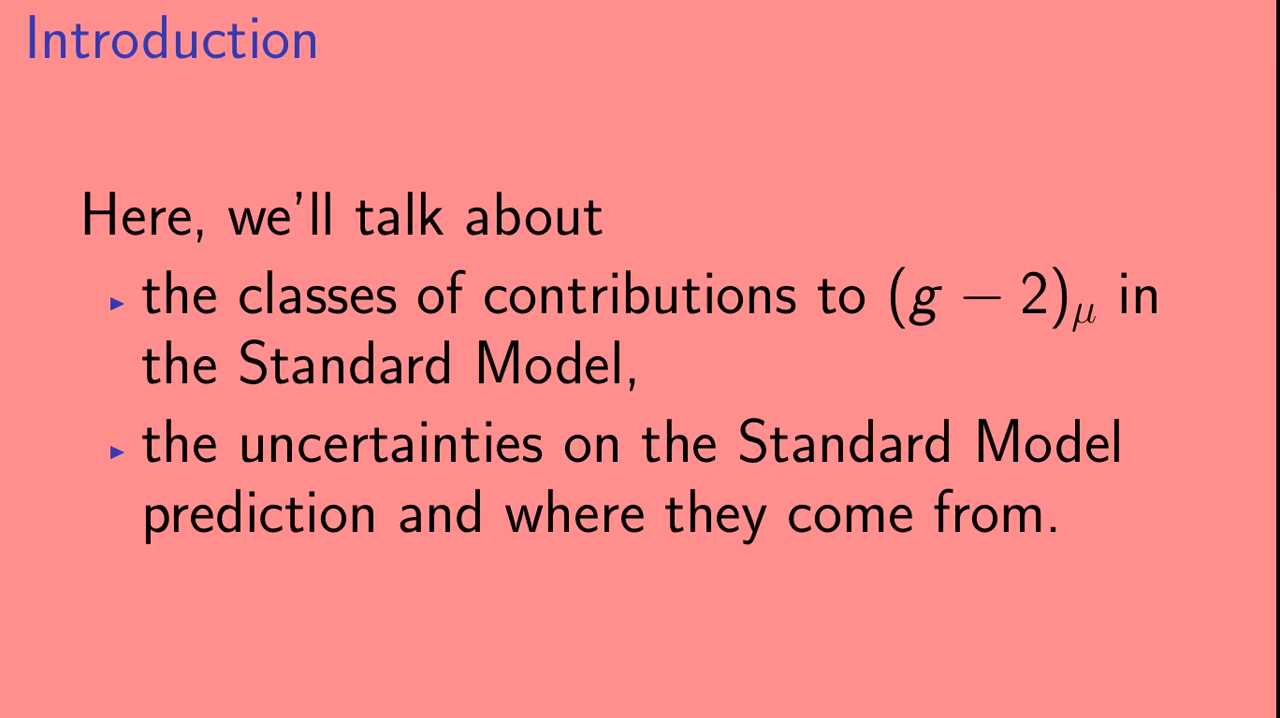 Introduction
Here, we'll talk about
▸ the classes of contributions to (g − 2)μ in
the Standard Model,
▸ the uncertainties on the Standard Model
prediction and where they come from.